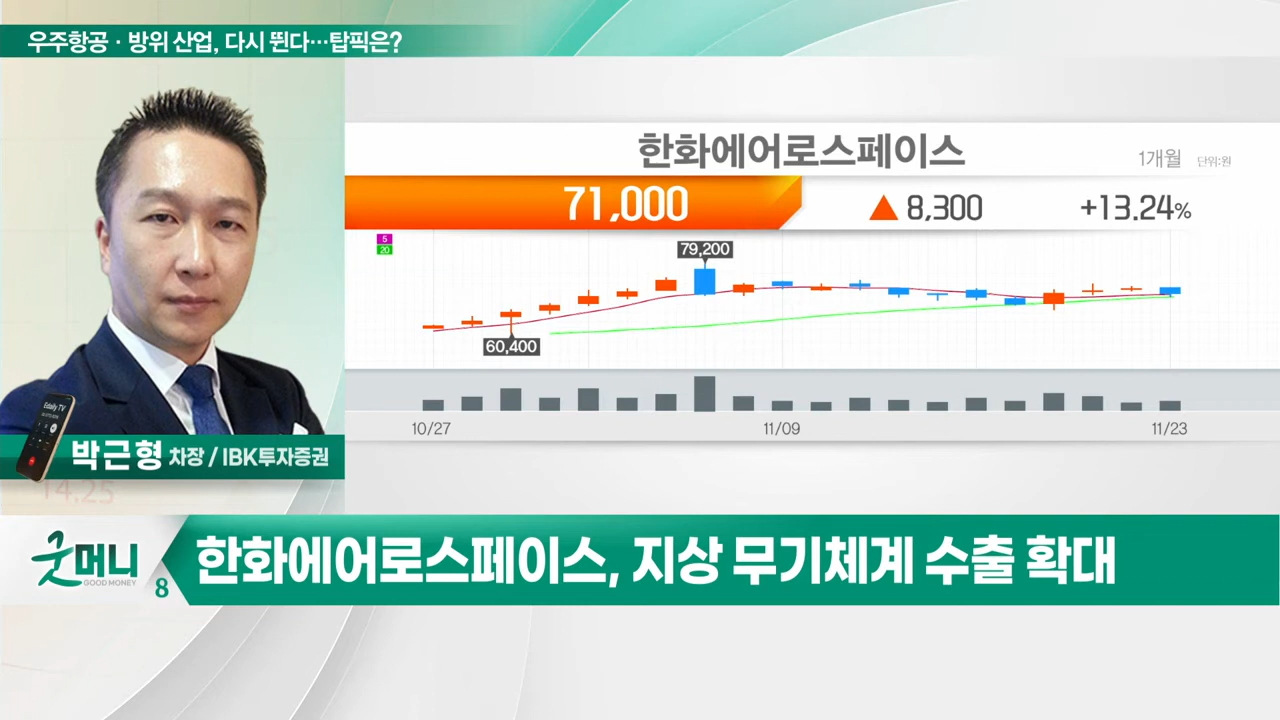 우주항공 · 방위 산업, 다시 뛴다…탑픽은?
한화에어로스페이스
1개월 단위:원
71,000 ▲ 8,300 +13.24%
5
20
79,200
60,400
10/27 11/09 11/23
Edaily TV
박근형 차장 / IBK투자증권
14.25
굿머니
GOOD MONEY
8
한화에어로스페이스, 지상 무기체계 수출 확대